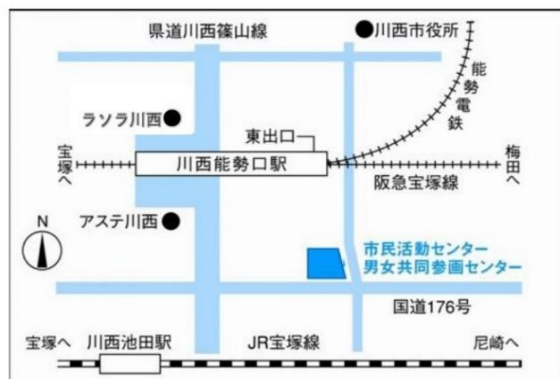 県道川西篠山線
川西市役所
能勢電鉄
ラソラ川西
東出口
宝塚へ
川西能勢口駅
梅田へ
阪急宝塚線
アステ川西
N
市民活動センター
男女共同参画センター
国道176号
宝塚へ
川西池田駅
JR宝塚線
尼崎へ